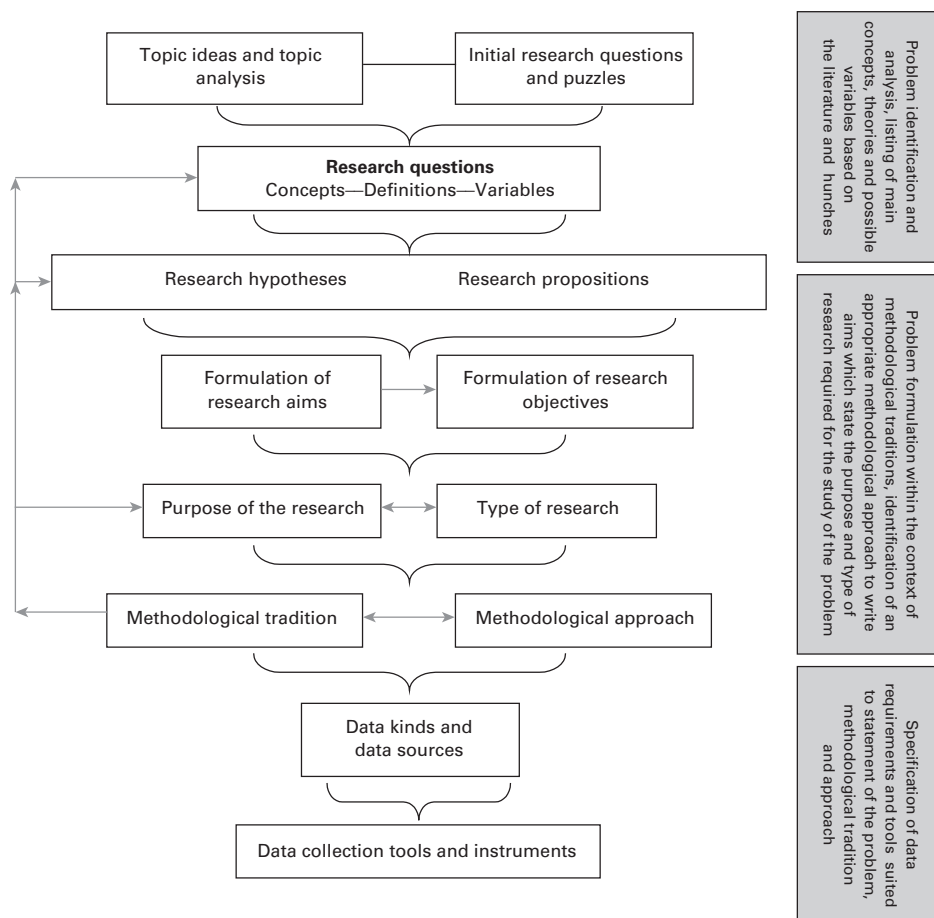 Topic ideas and topic
analysis
Initial research questions
and puzzles
Research questions
Concepts—Definitions—Variables
Research hypotheses
Research propositions
Formulation of
research aims
Formulation of research
objectives
Purpose of the research
Type of research
Methodological tradition
Methodological approach
Data kinds and
data sources
Data collection tools and instruments
Problem identification and
analysis, listing of main
concepts, theories and possible
variables based on
the literature and hunches
Problem formulation within the context of
methodological traditions, identification of an
appropriate methodological approach to write
aims which state the purpose and type of
research required for the study of the problem
Specification of data
requirements and tools suited
to statement of the problem,
methodological tradition
and approach